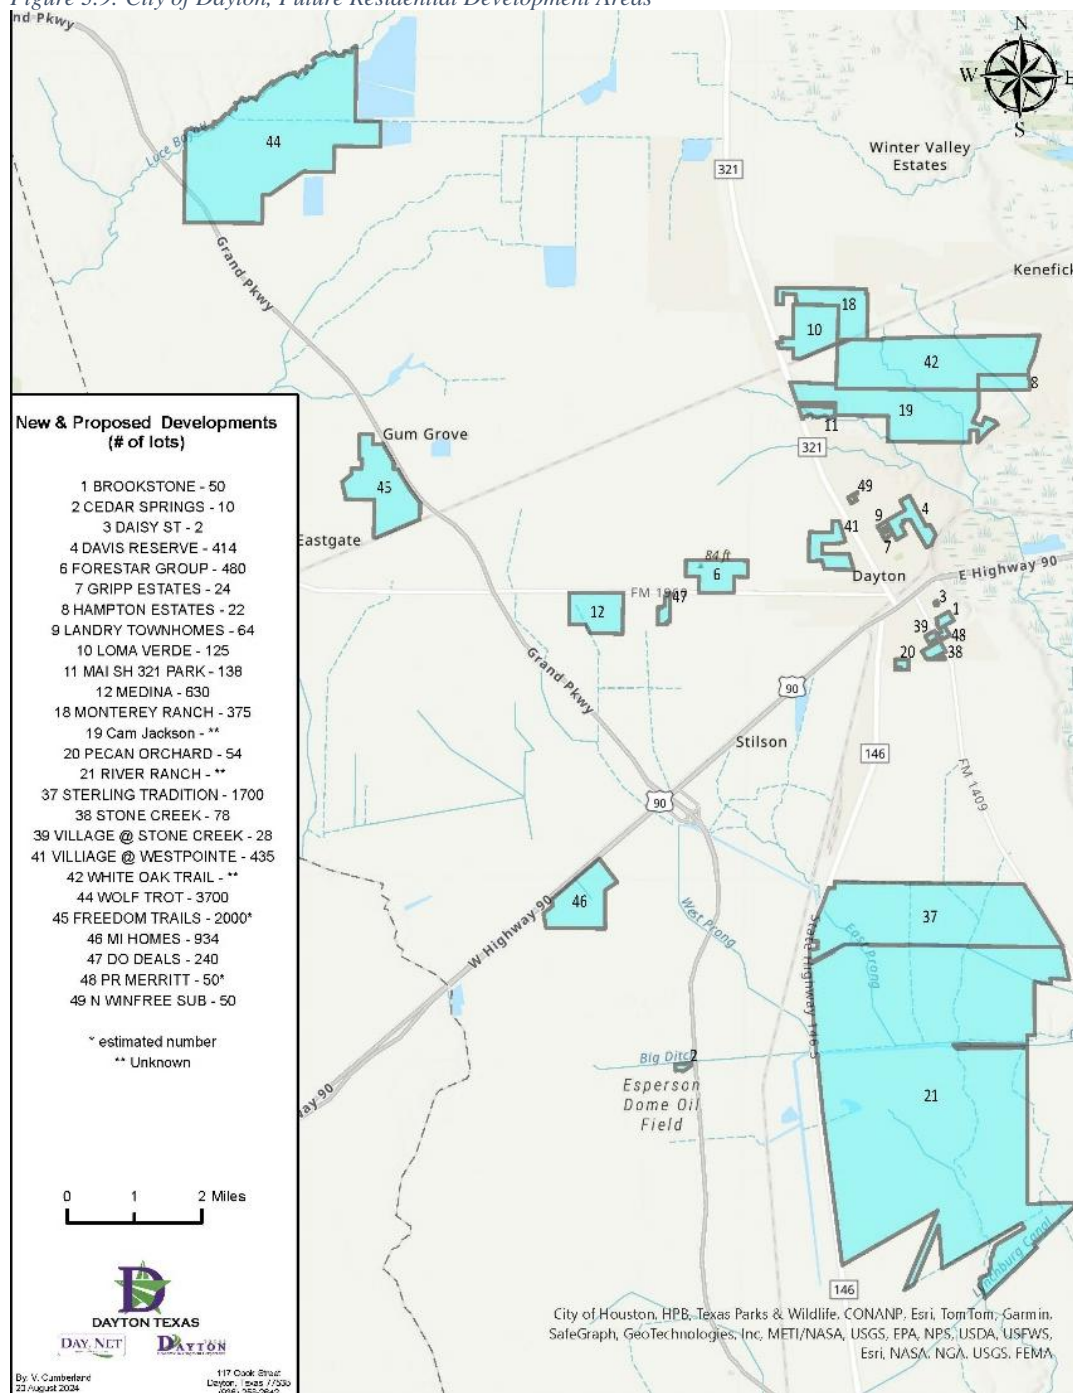 Figure 3.9: City of Dayton, Future Residential Development Areas
nd Pkwy
N
W
E
S
44
Luce Bayou
321
Winter Valley
Estates
Grand Pkwy
Kenefick
18
10
42
8
19
11
321
New & Proposed Developments
(# of lots)
1 BROOKSTONE - 50
2 CEDAR SPRINGS - 10
3 DAISY ST - 2
4 DAVIS RESERVE - 414
6 FORESTAR GROUP - 480
7 GRIPP ESTATES - 24
8 HAMPTON ESTATES - 22
9 LANDRY TOWNHOMES - 64
10 LOMA VERDE - 125
11 MAI SH 321 PARK - 138
12 MEDINA - 630
18 MONTEREY RANCH - 375
19 Cam Jackson - **
20 PECAN ORCHARD - 54
21 RIVER RANCH - **
37 STERLING TRADITION - 1700
38 STONE CREEK - 78
39 VILLAGE @ STONE CREEK - 28
41 VILLIAGE @ WESTPOINTE - 435
42 WHITE OAK TRAIL - **
44 WOLF TROT - 3700
45 FREEDOM TRAILS - 2000*
46 MI HOMES - 934
47 DO DEALS - 240
48 PR MERRITT - 50*
49 N WINFREE SUB - 50
* estimated number
** Unknown
0 1 2 Miles
DAYTON TEXAS
DAY NET
DAYTON
By: V. Cumberland
23 August 2024
117 Cook Street
Dayton, Texas 77535
Gum Grove
45
Eastgate
49
9
4
7
41
84 ft
6
Dayton
E Highway 90
FM 1960
47
12
3
1
39
48
38
20
Grand Pkwy
90
Stilson
146
FM 1409
90
46
W Highway 90
West Prong
State Highway 146 S
East Prong
37
Big Ditch
2
Esperson
Dome Oil
Field
21
way 90
Lynchburg Canal
146
City of Houston, HPB, Texas Parks & Wildlife, CONANP, Esri, TomTom, Garmin,
SafeGraph, GeoTechnologies, Inc, METI/NASA, USGS, EPA, NPS, USDA, USFWS,
Esri, NASA, NGA, USGS, FEMA